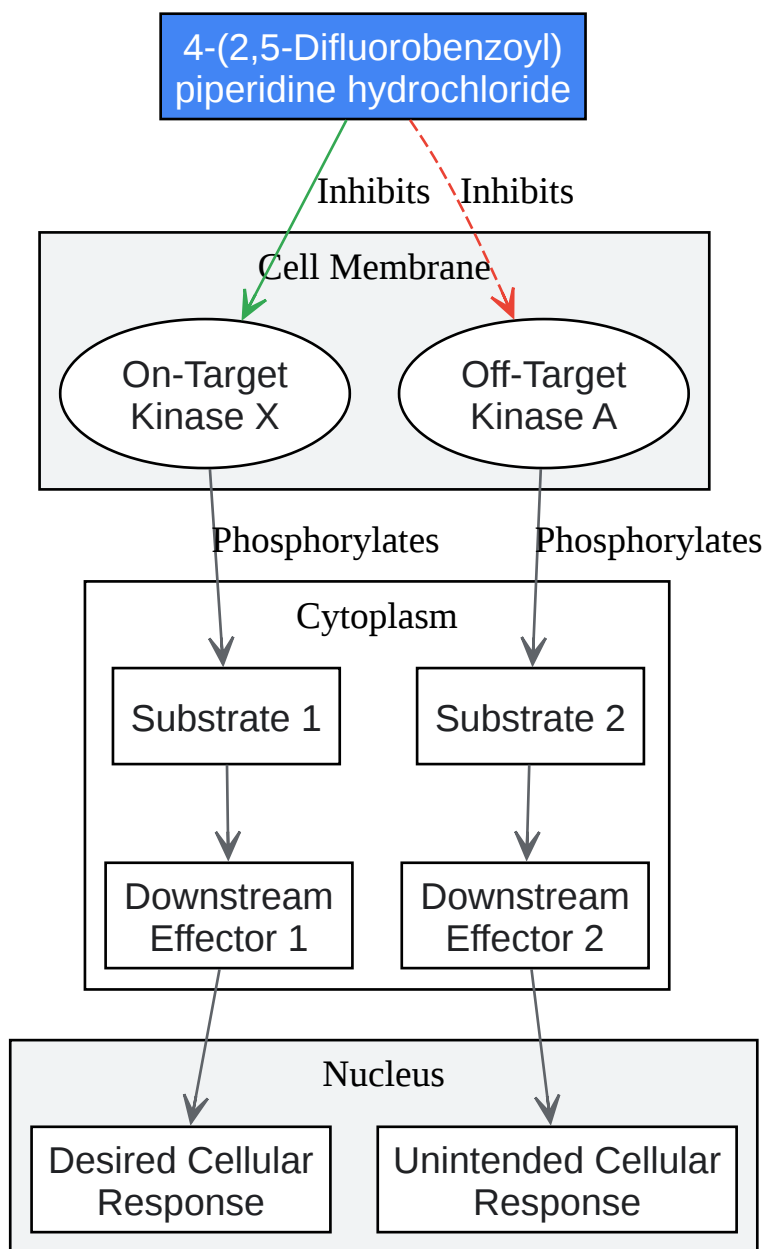 4-(2,5-Difluorobenzoyl)
piperidine hydrochloride
Inhibits
Inhibits
Cell Membrane
On-Target
Kinase X
Off-Target
Kinase A
Phosphorylates
Phosphorylates
Cytoplasm
Substrate 1
Substrate 2
Downstream
Effector 1
Downstream
Effector 2
Nucleus
Desired Cellular
Response
Unintended Cellular
Response